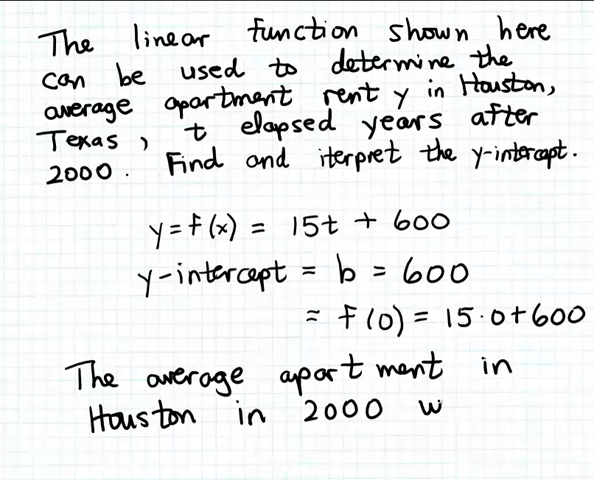 The linear function shown here
can be used to determine the
average apartment rent y in Houston,
Texas, t elapsed years after
2000. Find and iterpret the y-intercept.
y = f(x) = 15t + 600
y-intercept = b = 600
= f(0) = 15·0+600
The average apartment in
Houston in 2000 w